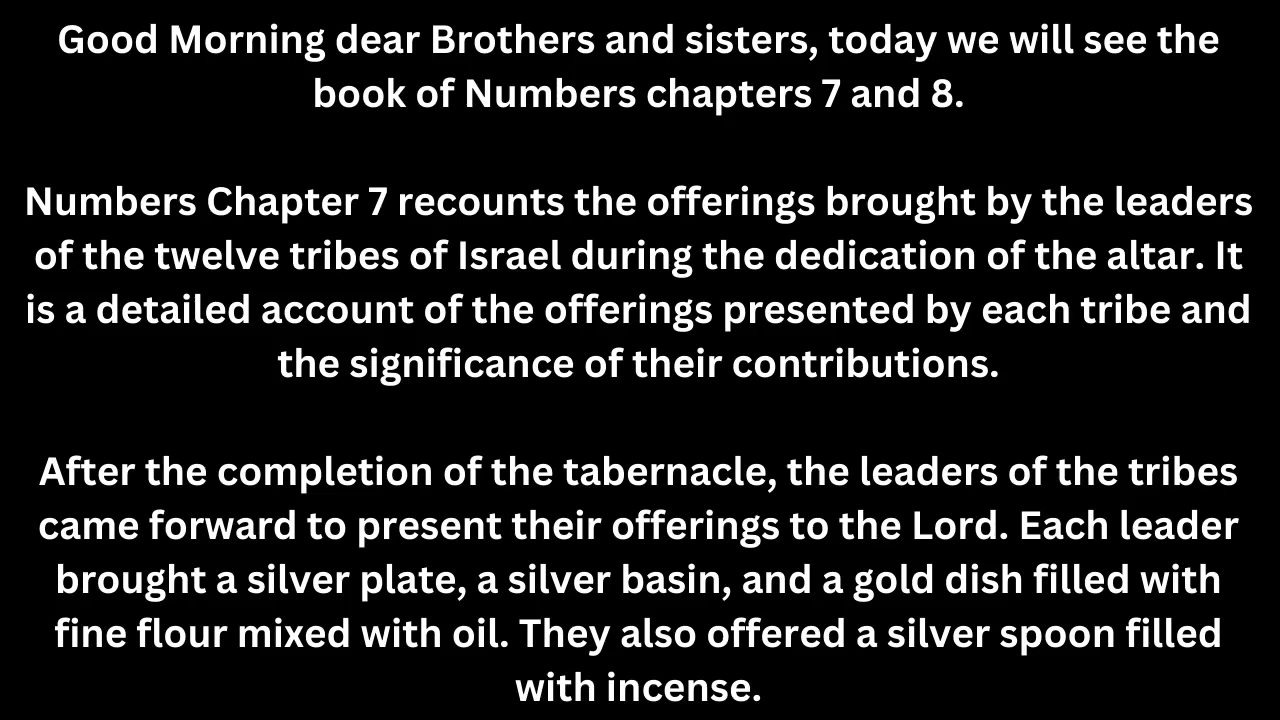 Good Morning dear Brothers and sisters, today we will see the
book of Numbers chapters 7 and 8.
Numbers Chapter 7 recounts the offerings brought by the leaders
of the twelve tribes of Israel during the dedication of the altar. It
is a detailed account of the offerings presented by each tribe and
the significance of their contributions.
After the completion of the tabernacle, the leaders of the tribes
came forward to present their offerings to the Lord. Each leader
brought a silver plate, a silver basin, and a gold dish filled with
fine flour mixed with oil. They also offered a silver spoon filled
with incense.